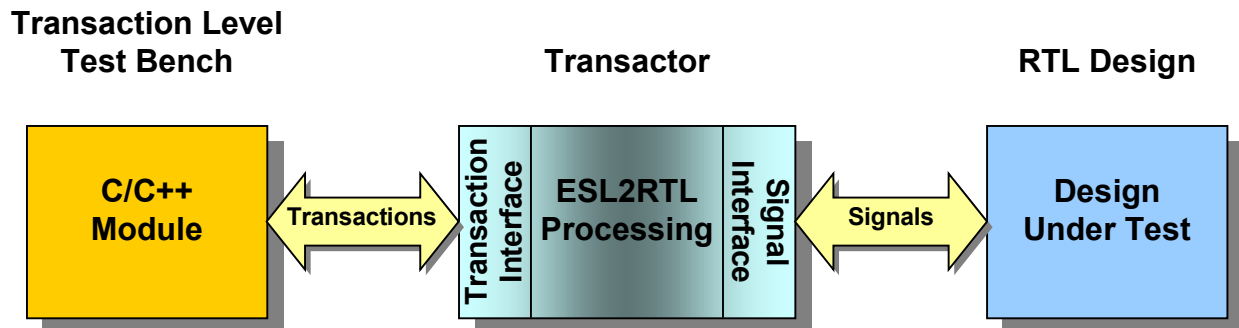 Transaction Level
Test Bench
Transactor
RTL Design
C/C++
Module
Transactions
Transaction
Interface
ESL2RTL
Processing
Signal
Interface
Signals
Design
Under Test